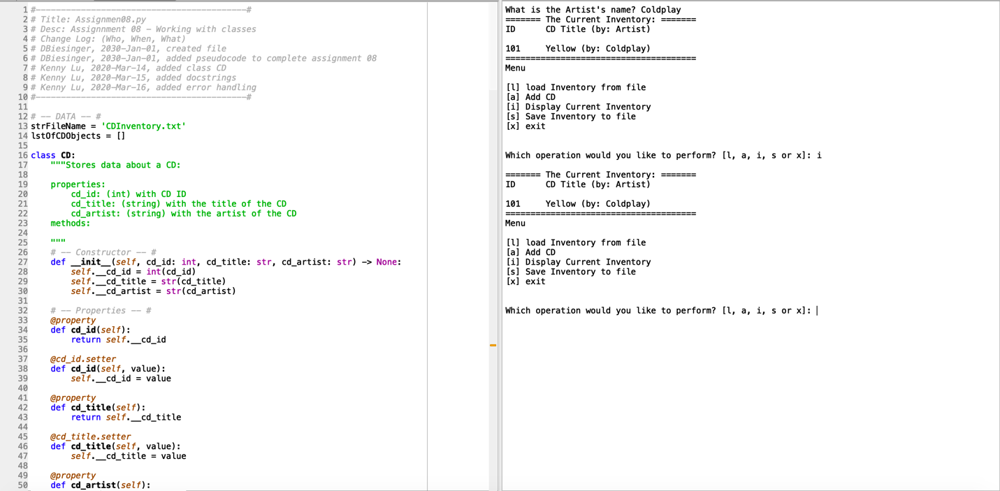 1 #------------------------------------------#
2 # Title: Assignmen08.py
3 # Desc: Assignnment 08 - Working with classes
4 # Change Log: (Who, When, What)
5 # DBiesinger, 2030-Jan-01, created file
6 # DBiesinger, 2030-Jan-01, added pseudocode to complete assignment 08
7 # Kenny Lu, 2020-Mar-14, added class CD
8 # Kenny Lu, 2020-Mar-15, added docstrings
9 # Kenny Lu, 2020-Mar-16, added error handling
10 #------------------------------------------#
11
12 # -- DATA -- #
13 strFileName = 'CDInventory.txt'
14 lstOfCDObjects = []
15
16 class CD:
17     """Stores data about a CD:
18
19     properties:
20         cd_id: (int) with CD ID
21         cd_title: (string) with the title of the CD
22         cd_artist: (string) with the artist of the CD
23     methods:
24
25     """
26     # -- Constructor -- #
27     def __init__(self, cd_id: int, cd_title: str, cd_artist: str) -> None:
28         self.__cd_id = int(cd_id)
29         self.__cd_title = str(cd_title)
30         self.__cd_artist = str(cd_artist)
31
32     # -- Properties -- #
33     @property
34     def cd_id(self):
35         return self.__cd_id
36
37     @cd_id.setter
38     def cd_id(self, value):
39         self.__cd_id = value
40
41     @property
42     def cd_title(self):
43         return self.__cd_title
44
45     @cd_title.setter
46     def cd_title(self, value):
47         self.__cd_title = value
48
49     @property
50     def cd_artist(self):
What is the Artist's name? Coldplay
======= The Current Inventory: =======
ID      CD Title (by: Artist)

101     Yellow (by: Coldplay)
======================================
Menu

[l] load Inventory from file
[a] Add CD
[i] Display Current Inventory
[s] Save Inventory to file
[x] exit

Which operation would you like to perform? [l, a, i, s or x]: i

======= The Current Inventory: =======
ID      CD Title (by: Artist)

101     Yellow (by: Coldplay)
======================================
Menu

[l] load Inventory from file
[a] Add CD
[i] Display Current Inventory
[s] Save Inventory to file
[x] exit

Which operation would you like to perform? [l, a, i, s or x]: